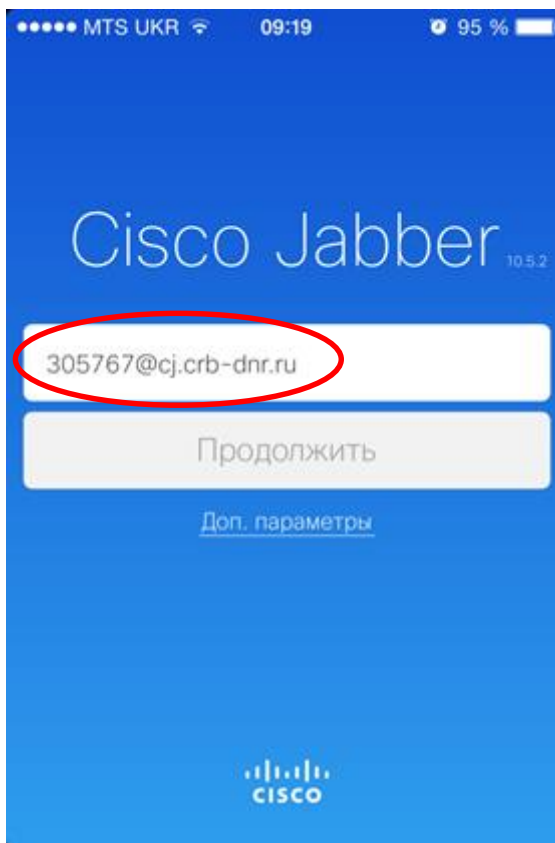 MTS UKR 09:19 95 %
Cisco Jabber 10.5.2
305767@cj.crb-dnr.ru
Продолжить
Доп. параметры
CISCO